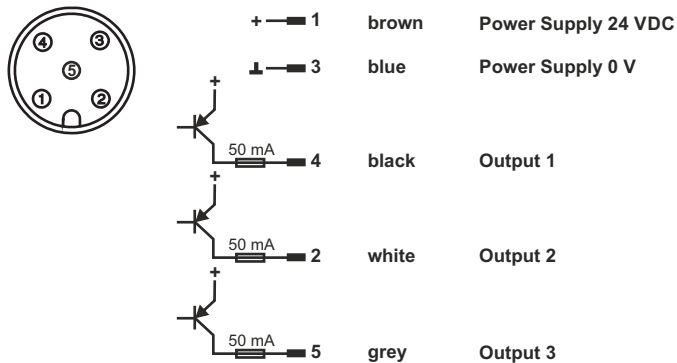 4 3
5
1 2
+ 1 brown Power Supply 24 VDC
3 blue Power Supply 0 V
+
50 mA 4 black Output 1
+
50 mA 2 white Output 2
+
50 mA 5 grey Output 3